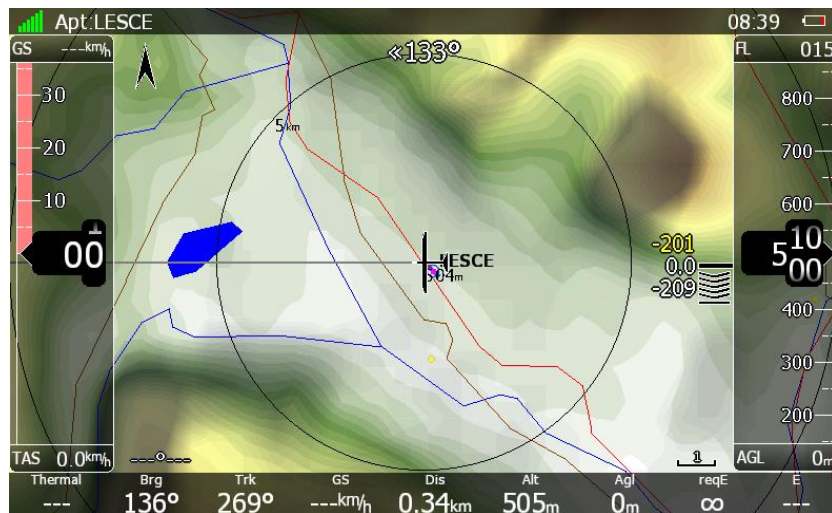 Apt:LESCE 08:39
GS ---km/h «133° FL 015
30
20
10
00
TAS 0.0km/h
5 km
LESCE
504m
-201
0.0
-209
800
700
600
5 10
00
400
300
200
AGL 0m
---°---
1
Thermal Brg Trk GS Dis Alt Agl reqE E
--- 136° 269° ---km/h 0.34km 505m 0m ∞ ---